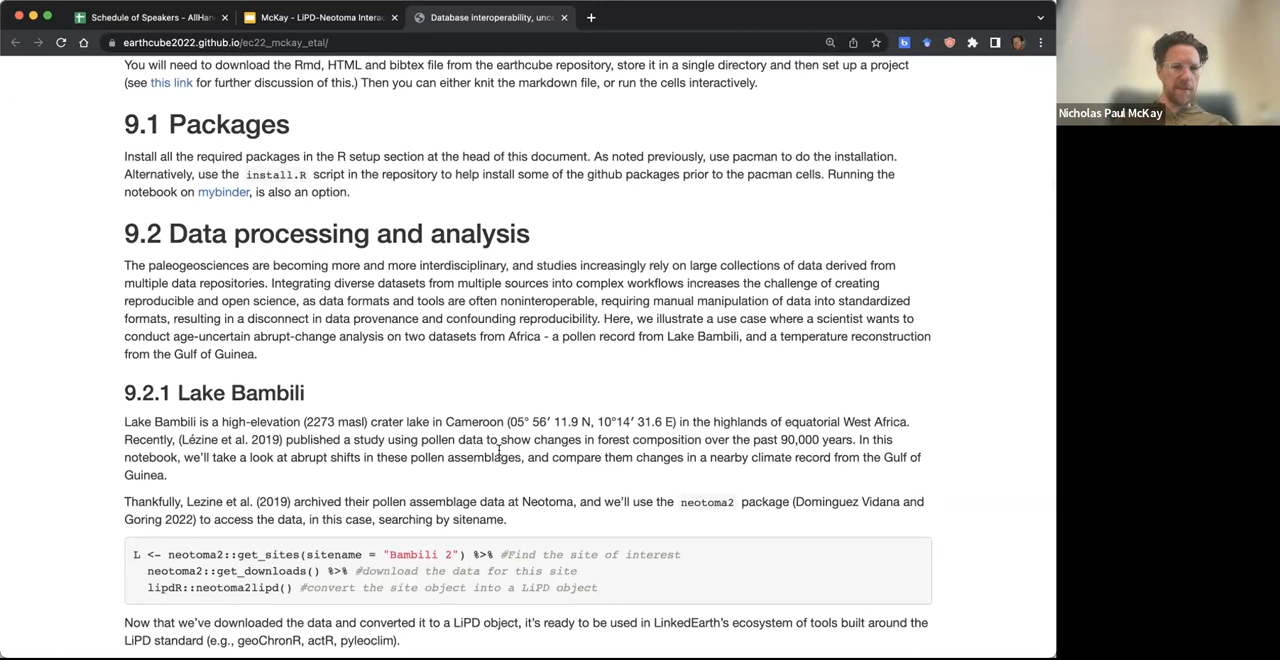 Schedule of Speakers - AllHan
McKay - LiPD-Neotoma Interac
Database interoperability, unc
earthcube2022.github.io/ec22_mckay_etal/
You will need to download the Rmd, HTML and bibtex file from the earthcube repository, store it in a single directory and then set up a project
(see this link for further discussion of this.) Then you can either knit the markdown file, or run the cells interactively.
Nicholas Paul McKay
9.1 Packages
Install all the required packages in the R setup section at the head of this document. As noted previously, use pacman to do the installation.
Alternatively, use the install.R script in the repository to help install some of the github packages prior to the pacman cells. Running the
notebook on mybinder, is also an option.
9.2 Data processing and analysis
The paleogeosciences are becoming more and more interdisciplinary, and studies increasingly rely on large collections of data derived from
multiple data repositories. Integrating diverse datasets from multiple sources into complex workflows increases the challenge of creating
reproducible and open science, as data formats and tools are often noninteroperable, requiring manual manipulation of data into standardized
formats, resulting in a disconnect in data provenance and confounding reproducibility. Here, we illustrate a use case where a scientist wants to
conduct age-uncertain abrupt-change analysis on two datasets from Africa - a pollen record from Lake Bambili, and a temperature reconstruction
from the Gulf of Guinea.
9.2.1 Lake Bambili
Lake Bambili is a high-elevation (2273 masl) crater lake in Cameroon (05° 56′ 11.9 N, 10°14′ 31.6 E) in the highlands of equatorial West Africa.
Recently, (Lézine et al. 2019) published a study using pollen data to show changes in forest composition over the past 90,000 years. In this
notebook, we'll take a look at abrupt shifts in these pollen assemblages, and compare them changes in a nearby climate record from the Gulf of
Guinea.
Thankfully, Lezine et al. (2019) archived their pollen assemblage data at Neotoma, and we'll use the neotoma2 package (Dominguez Vidana and
Goring 2022) to access the data, in this case, searching by sitename.
L <- neotoma2::get_sites(sitename = "Bambili 2") %>% #Find the site of interest
neotoma2::get_downloads() %>% #download the data for this site
lipdR::neotoma2lipd() #convert the site object into a LiPD object
Now that we've downloaded the data and converted it to a LiPD object, it's ready to be used in LinkedEarth's ecosystem of tools built around the
LiPD standard (e.g., geoChronR, actR, pyleoclim).